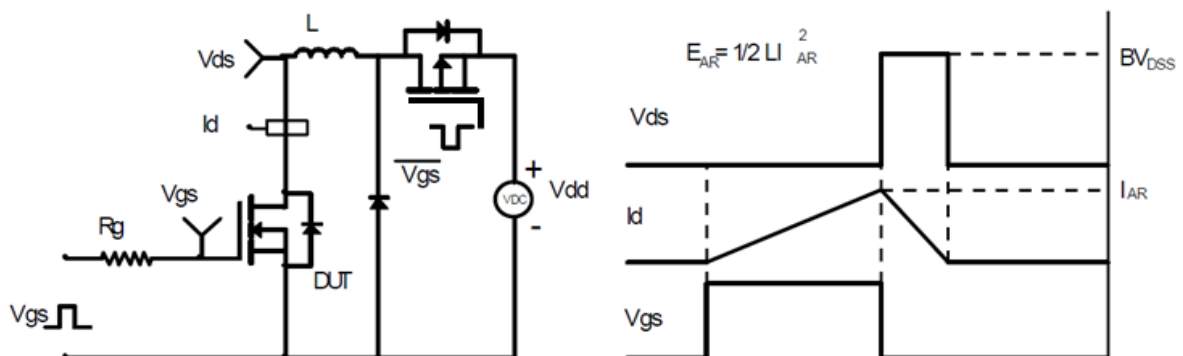 L
Vds
Id
Vgs
Rg
DUT
Vgs
Vgs
+
VDC
-
Vdd
E_AR= 1/2 LI²_AR
BV_DSS
Vds
I_AR
Id
Vgs